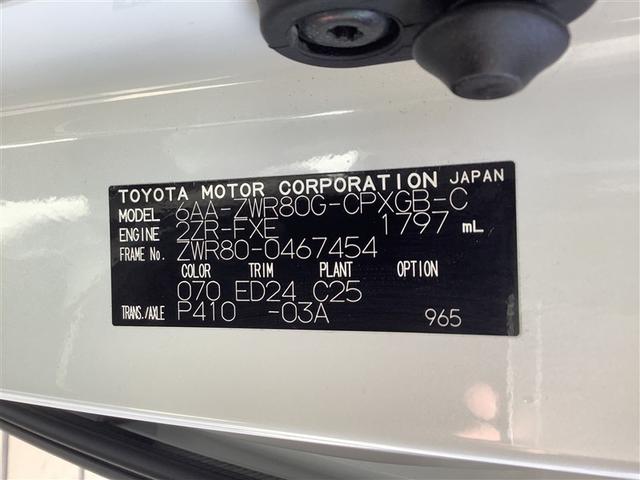 TOYOTA MOTOR CORPORATION JAPAN
MODEL 6AA-ZWR80G-CPXGB-C
ENGINE 2ZR-FXE 1797 mL
FRAME No. ZWR80-0467454
COLOR TRIM PLANT OPTION
070 ED24 C25
TRANS./AXLE P410 -03A 965